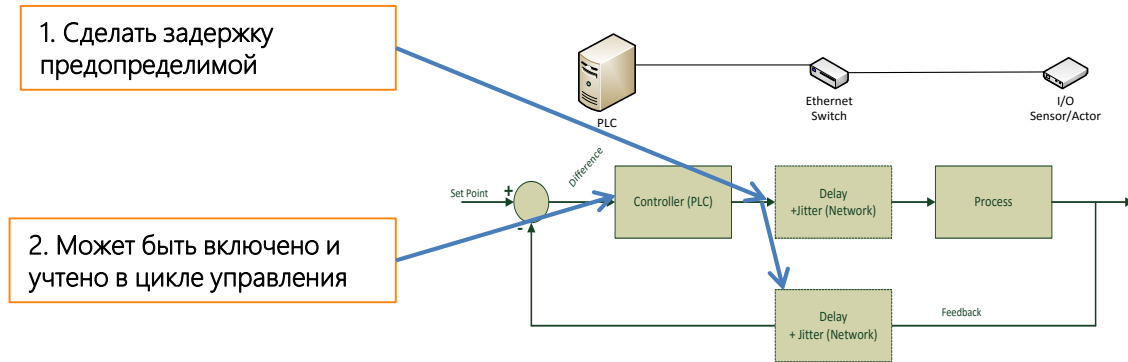 1. Сделать задержку
предопределимой
PLC
Ethernet
Switch
I/O
Sensor/Actor
Difference
Set Point
+
-
Controller (PLC)
Delay
+Jitter (Network)
Process
2. Может быть включено и
учтено в цикле управления
Delay
+ Jitter (Network)
Feedback